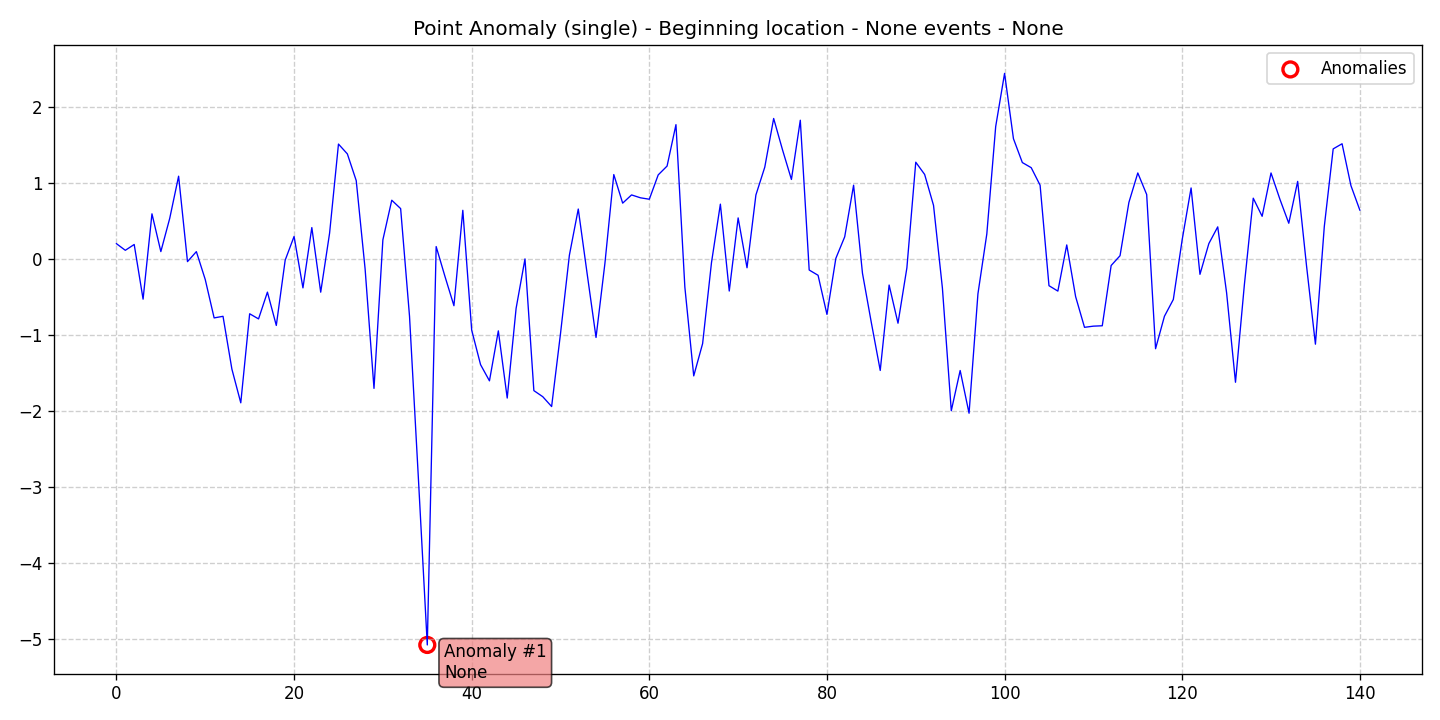 Point Anomaly (single) - Beginning location - None events - None
Anomalies
2
1
0
−1
−2
−3
−4
−5
Anomaly #1
None
0 20 40 60 80 100 120 140